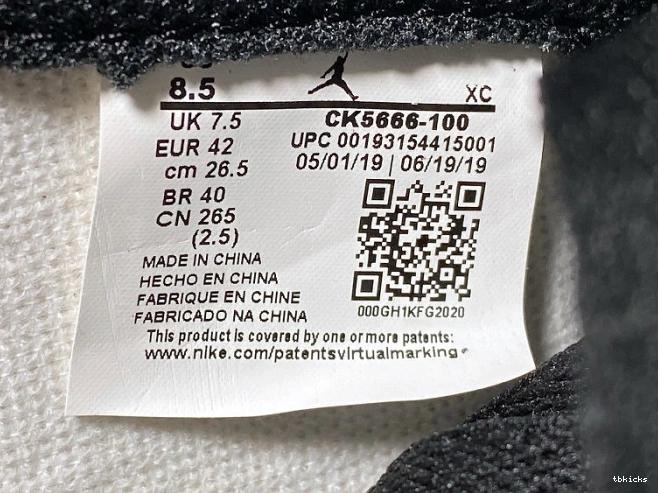 8.5
XC
UK 7.5
CK5666-100
EUR 42
UPC 00193154415001
cm 26.5
05/01/19 | 06/19/19
BR 40
CN 265
(2.5)
MADE IN CHINA
HECHO EN CHINA
FABRIQUE EN CHINE
FABRICADO NA CHINA
000GH1KFG2020
This product is covered by one or more patents:
www.nike.com/patentsvirtualmarking
tbkicks